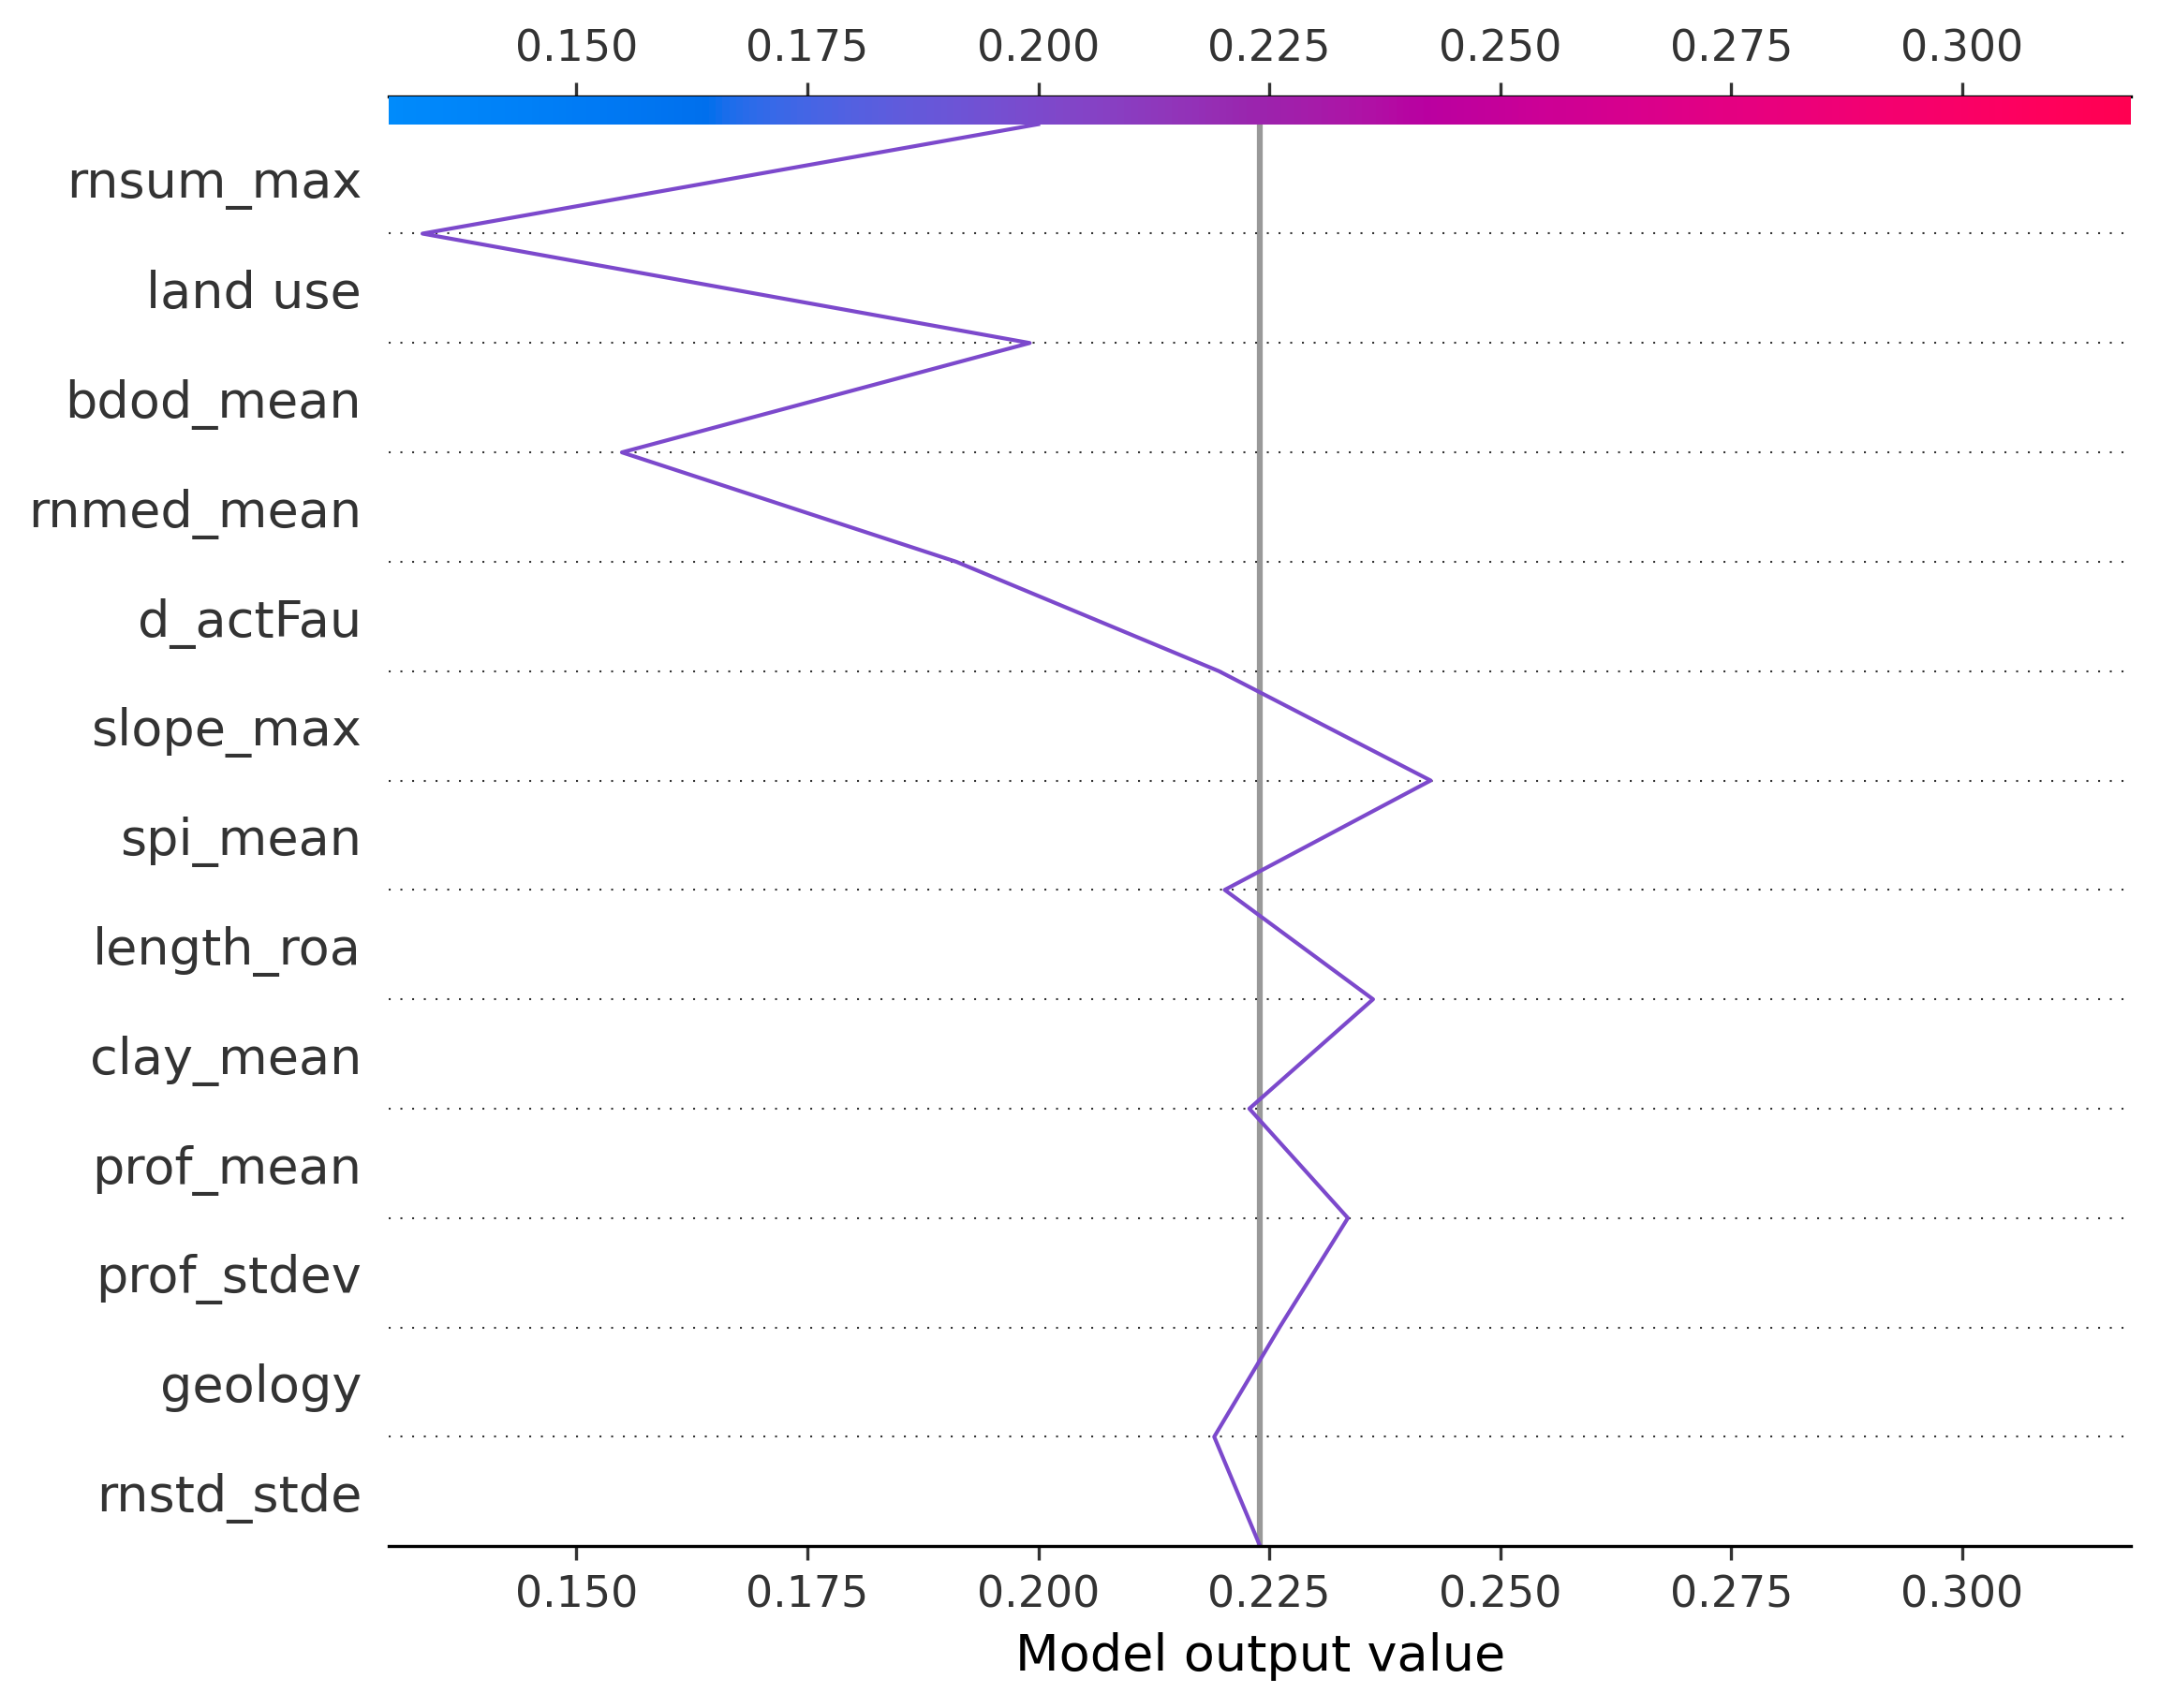 0.150 0.175 0.200 0.225 0.250 0.275 0.300
rnsum_max
land use
bdod_mean
rnmed_mean
d_actFau
slope_max
spi_mean
length_roa
clay_mean
prof_mean
prof_stdev
geology
rnstd_stde
0.150 0.175 0.200 0.225 0.250 0.275 0.300
Model output value